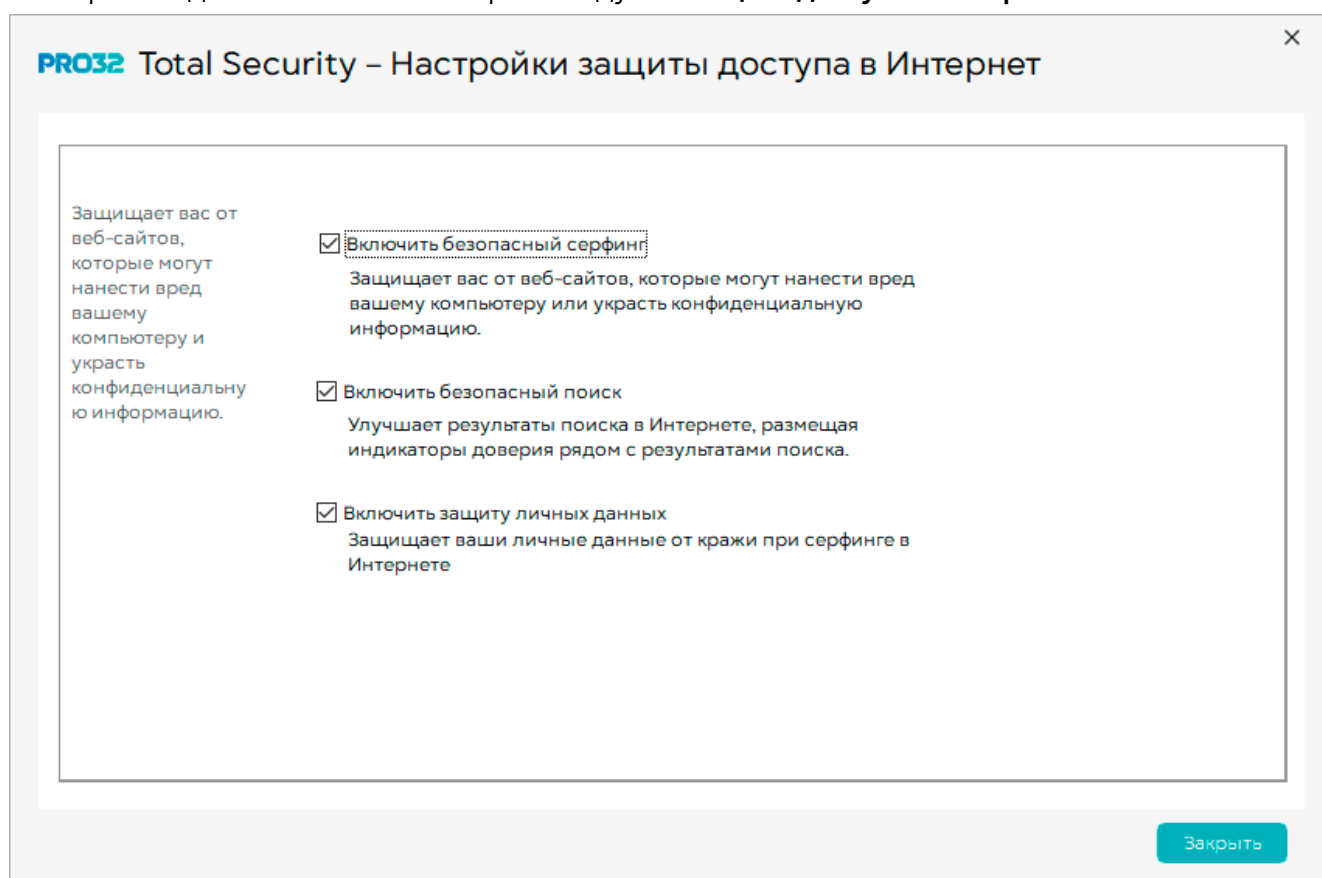 ×
PRO32 Total Security – Настройки защиты доступа в Интернет
Защищает вас от
веб-сайтов,
которые могут
нанести вред
вашему
компьютеру и
украсть
конфиденциальну
ю информацию.
Включить безопасный серфинг
Защищает вас от веб-сайтов, которые могут нанести вред
вашему компьютеру или украсть конфиденциальную
информацию.
Включить безопасный поиск
Улучшает результаты поиска в Интернете, размещая
индикаторы доверия рядом с результатами поиска.
Включить защиту личных данных
Защищает ваши личные данные от кражи при серфинге в
Интернете
Закрыть